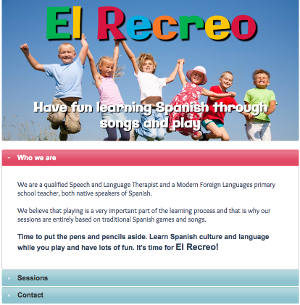 El Recreo
Have fun learning Spanish through
songs and play
Who we are
We are a qualified Speech and Language Therapist and a Modern Foreign Languages primary
school teacher, both native speakers of Spanish.
We believe that playing is a very important part of the learning process and that is why our
sessions are entirely based on traditional Spanish games and songs.
Time to put the pens and pencils aside. Learn Spanish culture and language
while you play and have lots of fun. It's time for El Recreo!
Sessions
Contact